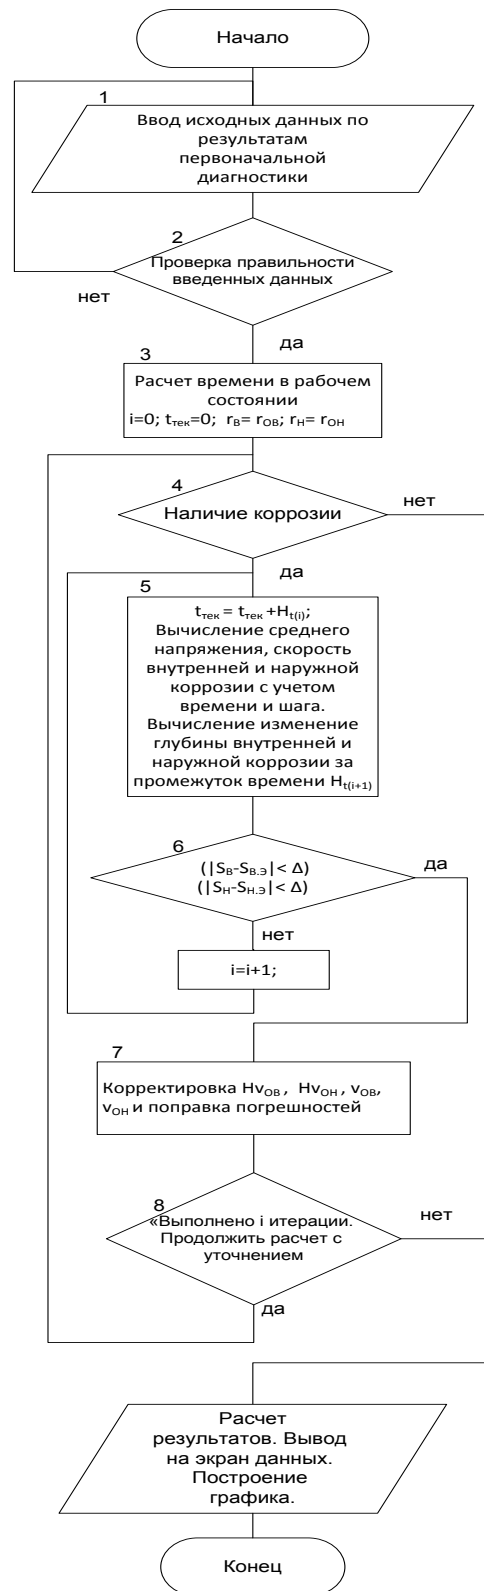 Начало
1
Ввод исходных данных по
результатам
первоначальной
диагностики
2
Проверка правильности
введенных данных
нет
да
3
Расчет времени в рабочем
состоянии
i=0; tтек=0; rВ= rОВ; rН= rОН
4
Наличие коррозии
нет
да
5
tтек = tтек +Ht(i);
Вычисление среднего
напряжения, скорость
внутренней и наружной
коррозии с учетом
времени и шага.
Вычисление изменение
глубины внутренней и
наружной коррозии за
промежуток времени Ht(i+1)
6
(|SВ-SВ.Э|< Δ)
(|SН-SН.Э|< Δ)
да
нет
i=i+1;
7
Корректировка HvОВ , HvОН , vОВ,
vОН и поправка погрешностей
8
«Выполнено i итерации.
Продолжить расчет с
уточнением
нет
да
Расчет
результатов. Вывод
на экран данных.
Построение
графика.
Конец